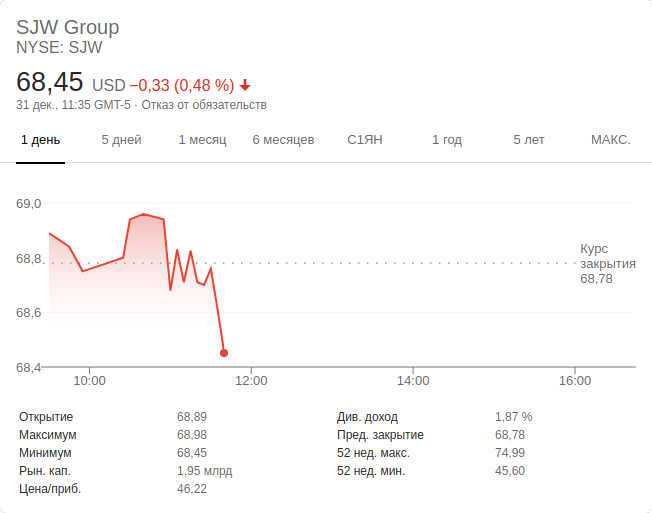 SJW Group
NYSE: SJW
68,45 USD −0,33 (0,48 %)
31 дек., 11:35 GMT-5 · Отказ от обязательств
1 день 5 дней 1 месяц 6 месяцев С1ЯН 1 год 5 лет МАКС.
69,0
68,8
68,6
68,4
Курс
закрытия
68,78
10:00 12:00 14:00 16:00
Открытие 68,89 Див. доход 1,87 %
Максимум 68,98 Пред. закрытие 68,78
Минимум 68,45 52 нед. макс. 74,99
Рын. кап. 1,95 млрд 52 нед. мин. 45,60
Цена/приб. 46,22